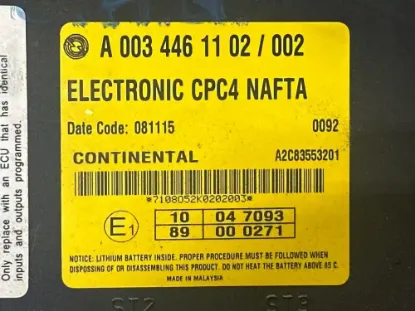 A 003 446 11 02 / 002
ELECTRONIC CPC4 NAFTA
Date Code: 081115 0092
CONTINENTAL A2C83553201
*7108052K0202003*
E1 10 04 7093
89 00 0271
NOTICE: LITHIUM BATTERY INSIDE. PROPER PROCEDURE MUST BE FOLLOWED WHEN
DISPOSING OF OR DISASSEMBLING THIS PRODUCT. DO NOT HEAT THE BATTERY ABOVE 85 C.
MADE IN MALAYSIA
Only replace with an ECU that has identical
inputs and outputs programmed.
ST2 ST3